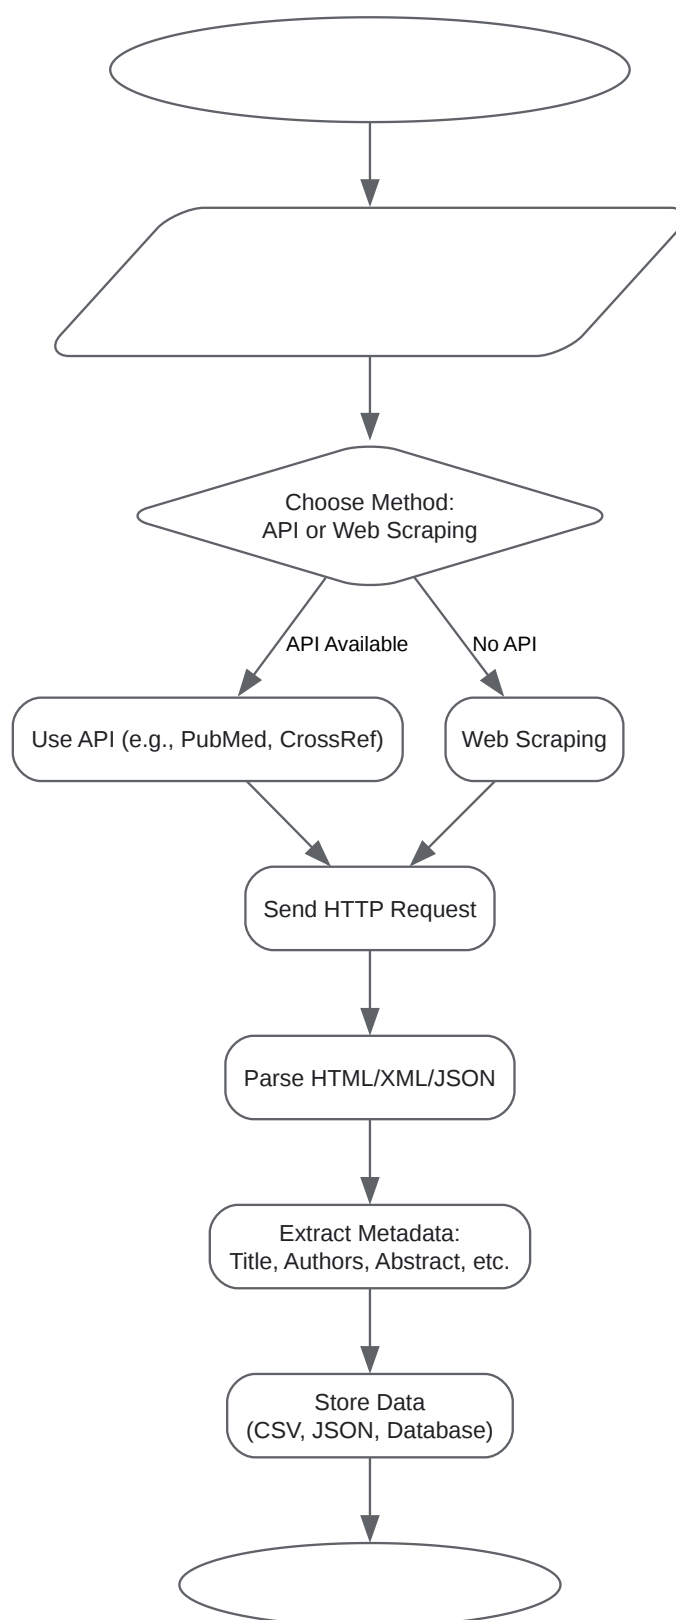 Choose Method:
API or Web Scraping
API Available
No API
Use API (e.g., PubMed, CrossRef)
Web Scraping
Send HTTP Request
Parse HTML/XML/JSON
Extract Metadata:
Title, Authors, Abstract, etc.
Store Data
(CSV, JSON, Database)